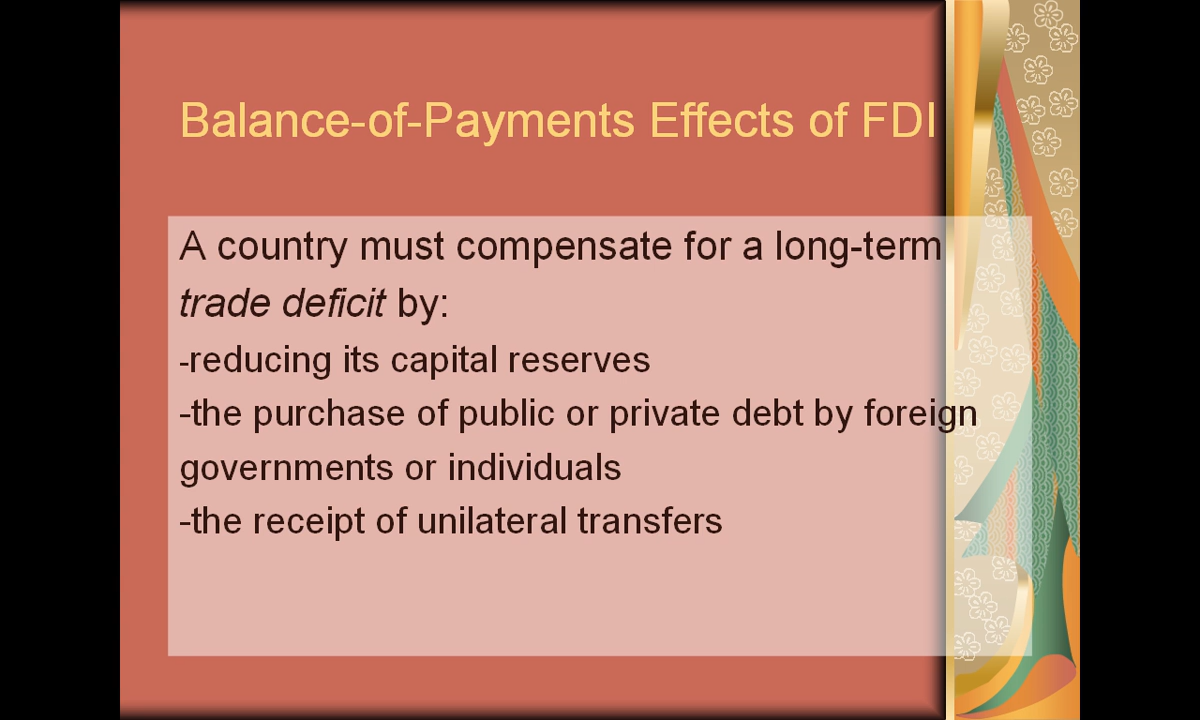 Balance-of-Payments Effects of FDI
A country must compensate for a long-term
trade deficit by:
-reducing its capital reserves
-the purchase of public or private debt by foreign
governments or individuals
-the receipt of unilateral transfers